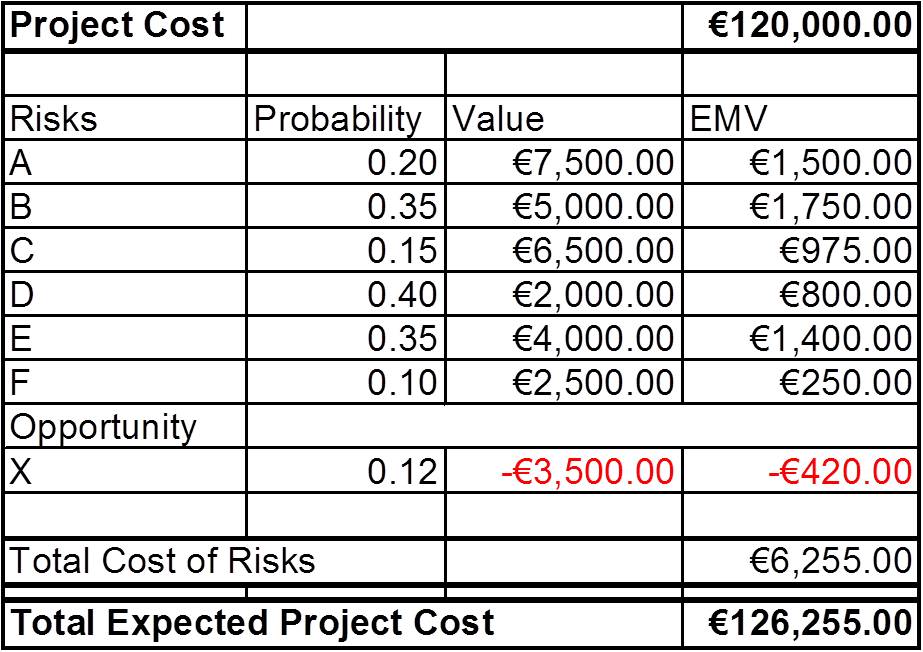 Project Cost €120,000.00
Risks Probability Value EMV
A 0.20 €7,500.00 €1,500.00
B 0.35 €5,000.00 €1,750.00
C 0.15 €6,500.00 €975.00
D 0.40 €2,000.00 €800.00
E 0.35 €4,000.00 €1,400.00
F 0.10 €2,500.00 €250.00
Opportunity
X 0.12 -€3,500.00 -€420.00
Total Cost of Risks €6,255.00
Total Expected Project Cost €126,255.00